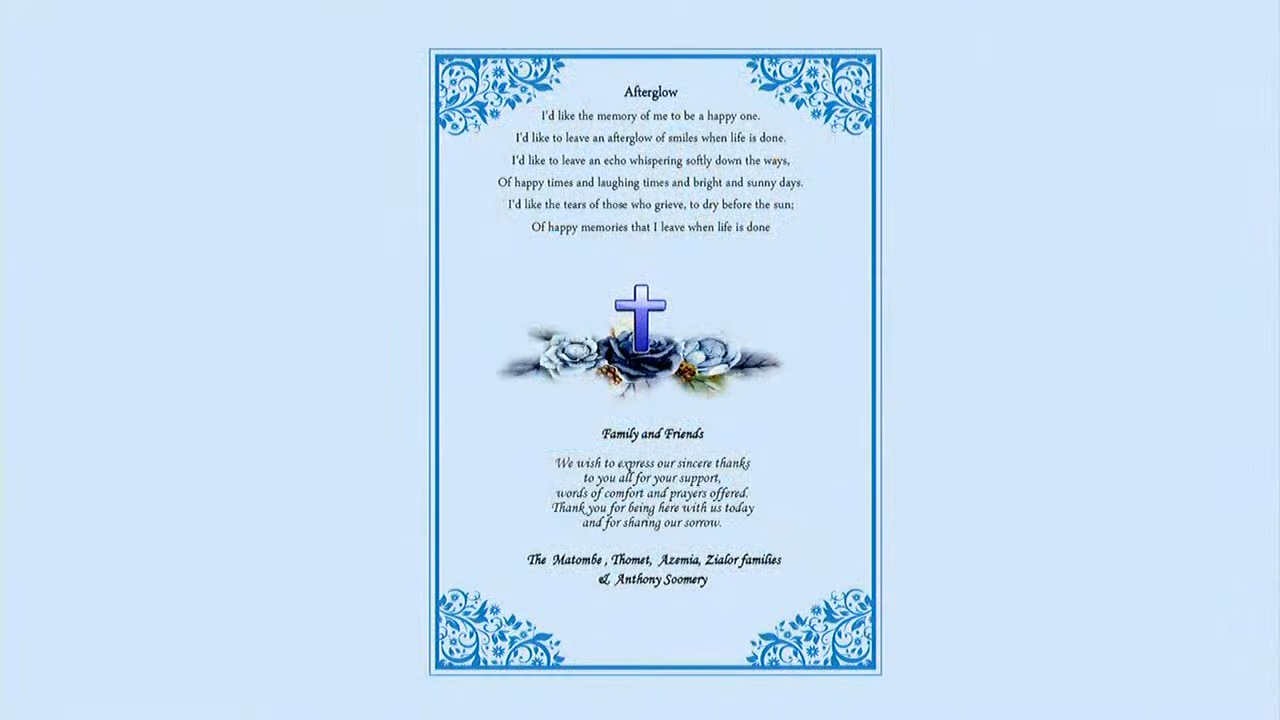 Afterglow
I'd like the memory of me to be a happy one.
I'd like to leave an afterglow of smiles when life is done.
I'd like to leave an echo whispering softly down the ways,
Of happy times and laughing times and bright and sunny days.
I'd like the tears of those who grieve, to dry before the sun;
Of happy memories that I leave when life is done
Family and Friends
We wish to express our sincere thanks
to you all for your support,
words of comfort and prayers offered.
Thank you for being here with us today
and for sharing our sorrow.
The Matombe , Thomet, Azemia, Zialor families
& Anthony Soomery